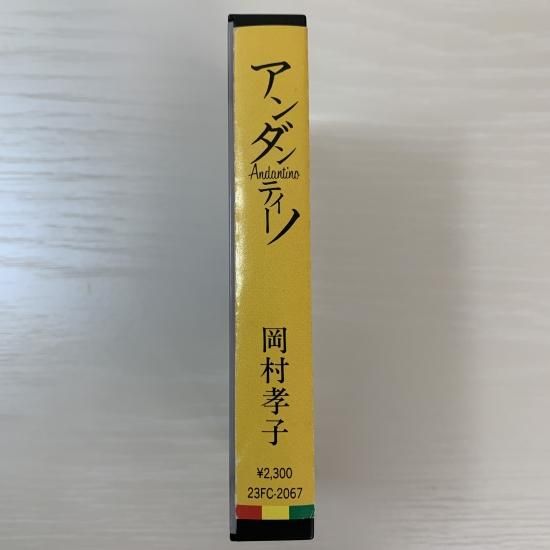 アンダンティーノ
Andantino
岡村孝子
¥2,300
23FC-2067